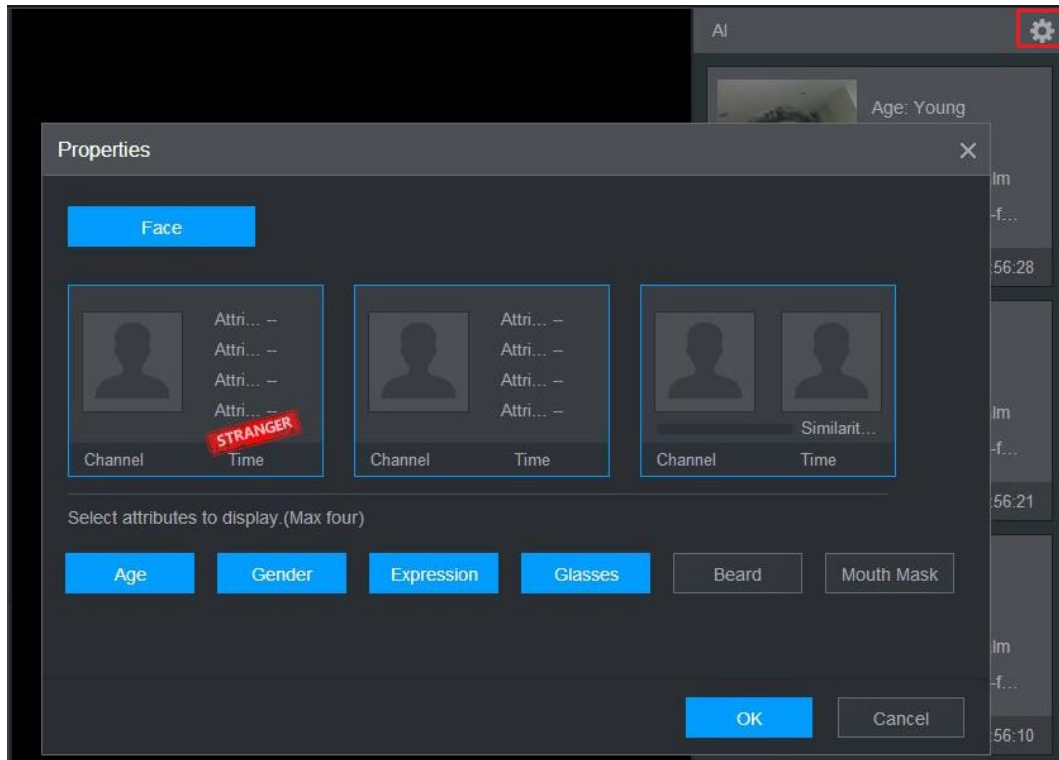 AI
Age: Young
Properties
lm
-f...
56:28
Face
Attri... --
Attri... --
Attri... --
Attri... --
STRANGER
Channel Time
Attri... --
Attri... --
Attri... --
Attri... --
Channel Time
Similarit...
Channel Time
lm
-f...
56:21
Select attributes to display.(Max four)
Age Gender Expression Glasses Beard Mouth Mask
lm
-f...
OK Cancel
56:10